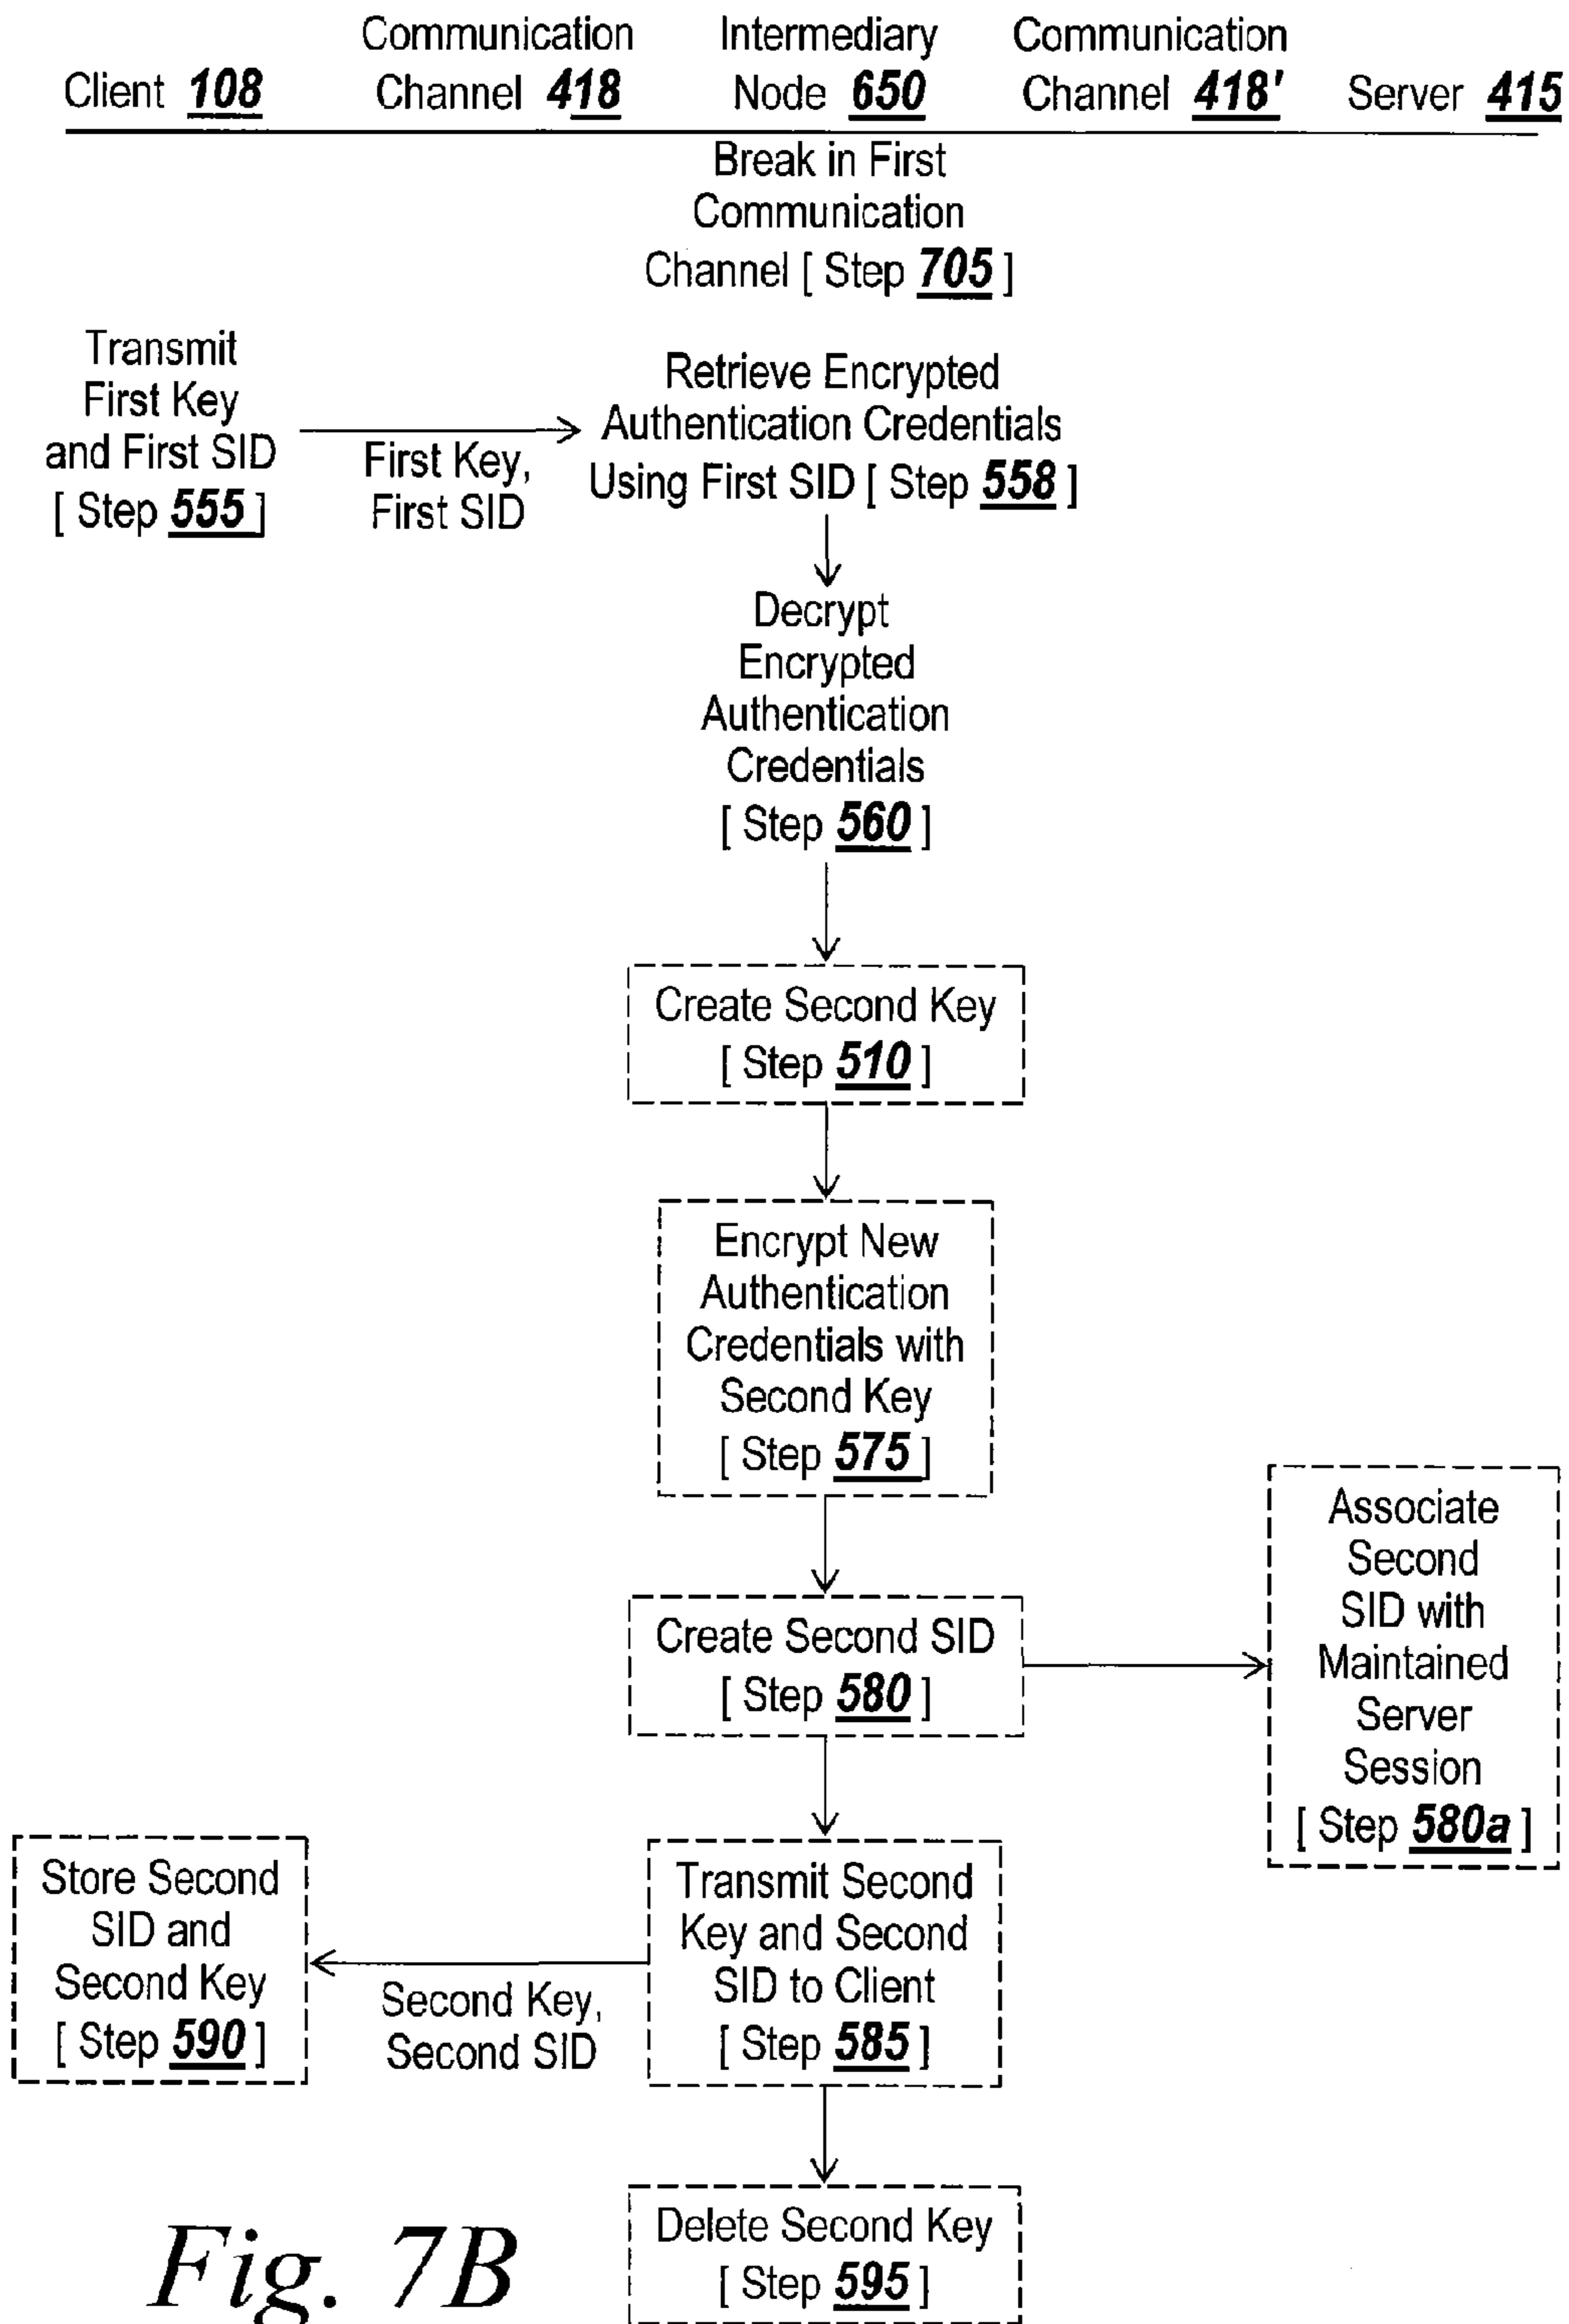 Communication Intermediary Communication
Client 108 Channel 418 Node 650 Channel 418' Server 415
Break in First
Communication
Channel [ Step 705 ]
Transmit
First Key
and First SID
[ Step 555 ]
First Key,
First SID
Retrieve Encrypted
Authentication Credentials
Using First SID [ Step 558 ]
Decrypt
Encrypted
Authentication
Credentials
[ Step 560 ]
Create Second Key
[ Step 510 ]
Encrypt New
Authentication
Credentials with
Second Key
[ Step 575 ]
Create Second SID
[ Step 580 ]
Associate
Second
SID with
Maintained
Server
Session
[ Step 580a ]
Transmit Second
Key and Second
SID to Client
[ Step 585 ]
Second Key,
Second SID
Store Second
SID and
Second Key
[ Step 590 ]
Delete Second Key
[ Step 595 ]
Fig. 7B